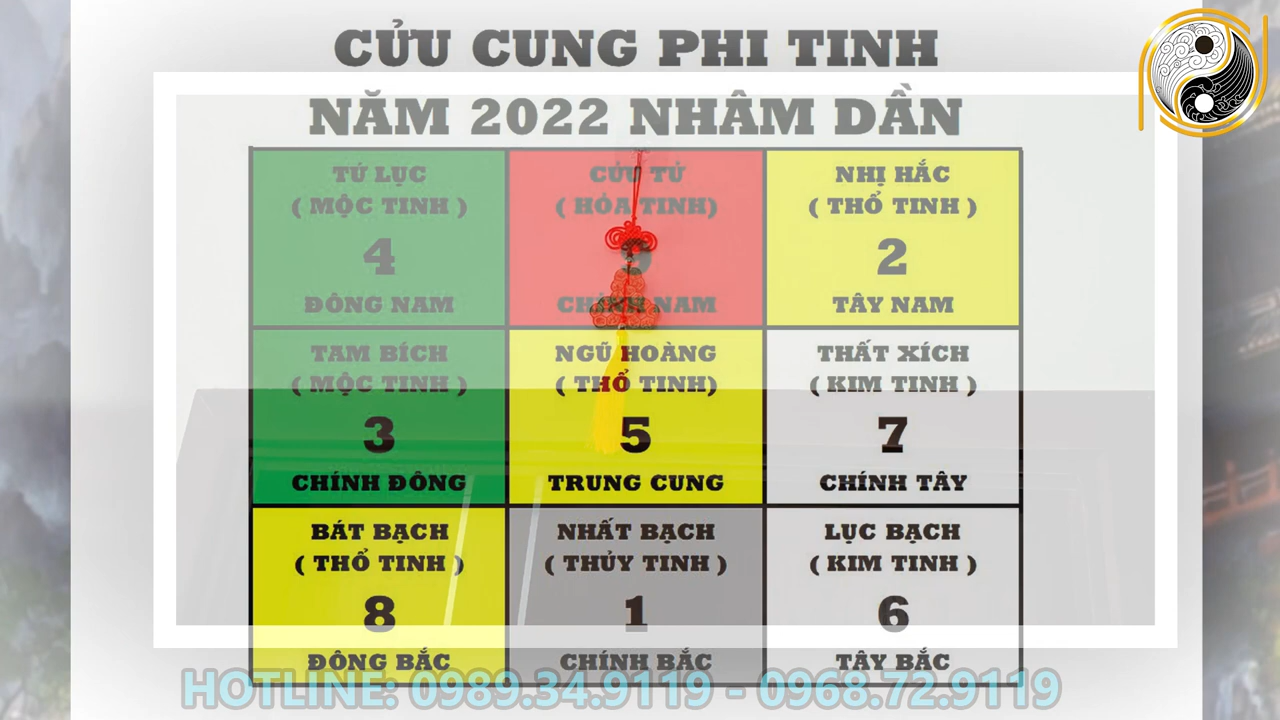 CỬU CUNG PHI TINH
NĂM 2022 NHÂM DẦN
TỨ LỤC
( MỘC TINH )
4
ĐÔNG NAM
CỬU TỬ
( HỎA TINH)
9
CHÍNH NAM
NHỊ HẮC
( THỔ TINH )
2
TÂY NAM
TAM BÍCH
( MỘC TINH )
3
CHÍNH ĐÔNG
NGŨ HOÀNG
( THỔ TINH)
5
TRUNG CUNG
THẤT XÍCH
( KIM TINH )
7
CHÍNH TÂY
BÁT BẠCH
( THỔ TINH )
8
ĐÔNG BẮC
NHẤT BẠCH
( THỦY TINH )
1
CHÍNH BẮC
LỤC BẠCH
( KIM TINH )
6
TÂY BẮC
HOTLINE: 0989.34.9119 - 0968.72.9119